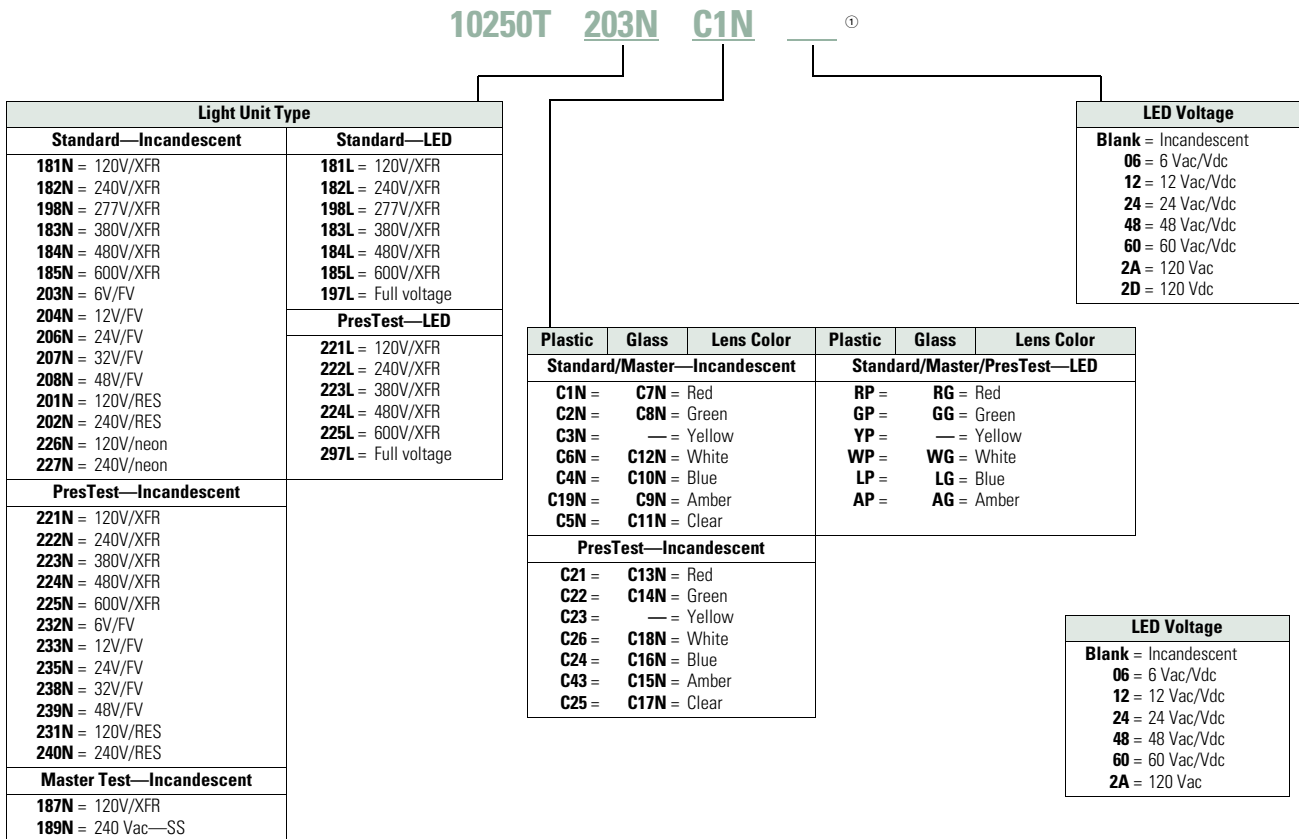 10250T 203N C1N ①
Light Unit Type
Standard—Incandescent
181N = 120V/XFR
182N = 240V/XFR
198N = 277V/XFR
183N = 380V/XFR
184N = 480V/XFR
185N = 600V/XFR
203N = 6V/FV
204N = 12V/FV
206N = 24V/FV
207N = 32V/FV
208N = 48V/FV
201N = 120V/RES
202N = 240V/RES
226N = 120V/neon
227N = 240V/neon
PresTest—Incandescent
221N = 120V/XFR
222N = 240V/XFR
223N = 380V/XFR
224N = 480V/XFR
225N = 600V/XFR
232N = 6V/FV
233N = 12V/FV
235N = 24V/FV
238N = 32V/FV
239N = 48V/FV
231N = 120V/RES
240N = 240V/RES
Master Test—Incandescent
187N = 120V/XFR
189N = 240 Vac—SS
Standard—LED
181L = 120V/XFR
182L = 240V/XFR
198L = 277V/XFR
183L = 380V/XFR
184L = 480V/XFR
185L = 600V/XFR
197L = Full voltage
PresTest—LED
221L = 120V/XFR
222L = 240V/XFR
223L = 380V/XFR
224L = 480V/XFR
225L = 600V/XFR
297L = Full voltage
Plastic Glass Lens Color
Standard/Master—Incandescent
C1N = C7N = Red
C2N = C8N = Green
C3N = — = Yellow
C6N = C12N = White
C4N = C10N = Blue
C19N = C9N = Amber
C5N = C11N = Clear
PresTest—Incandescent
C21 = C13N = Red
C22 = C14N = Green
C23 = — = Yellow
C26 = C18N = White
C24 = C16N = Blue
C43 = C15N = Amber
C25 = C17N = Clear
Plastic Glass Lens Color
Standard/Master/PresTest—LED
RP = RG = Red
GP = GG = Green
YP = — = Yellow
WP = WG = White
LP = LG = Blue
AP = AG = Amber
LED Voltage
Blank = Incandescent
06 = 6 Vac/Vdc
12 = 12 Vac/Vdc
24 = 24 Vac/Vdc
48 = 48 Vac/Vdc
60 = 60 Vac/Vdc
2A = 120 Vac
2D = 120 Vdc
LED Voltage
Blank = Incandescent
06 = 6 Vac/Vdc
12 = 12 Vac/Vdc
24 = 24 Vac/Vdc
48 = 48 Vac/Vdc
60 = 60 Vac/Vdc
2A = 120 Vac